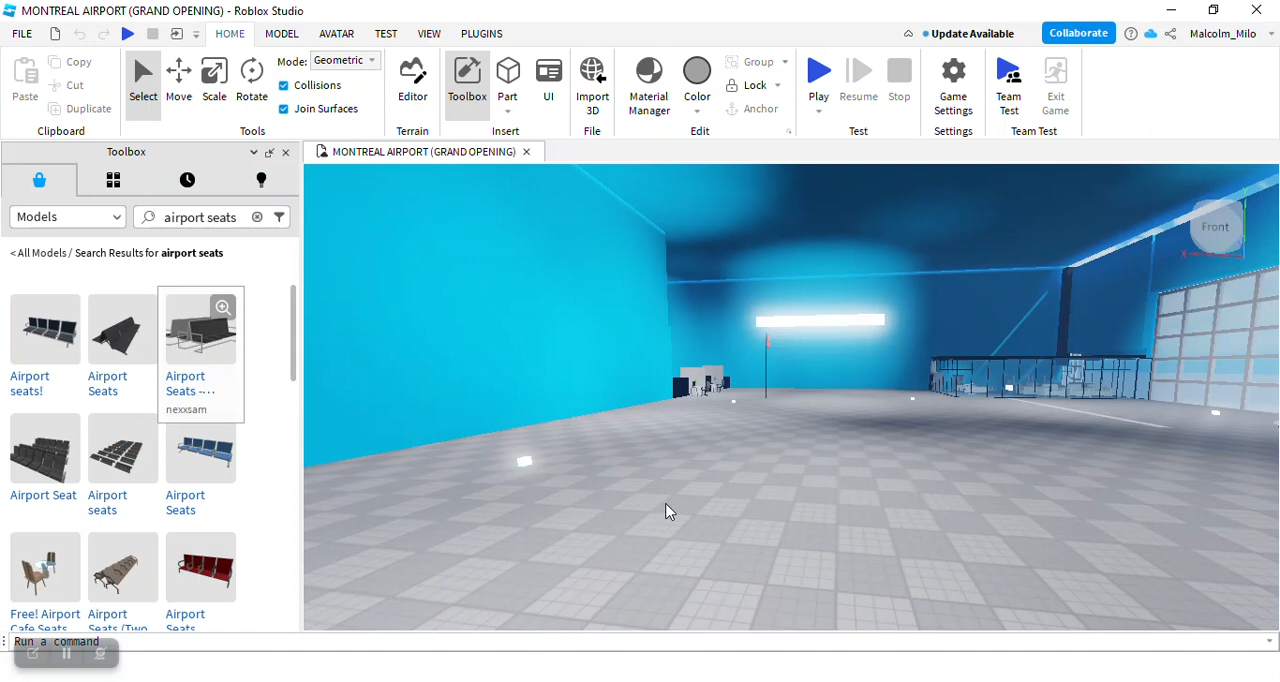 MONTREAL AIRPORT (GRAND OPENING) - Roblox Studio
FILE HOME MODEL AVATAR TEST VIEW PLUGINS Update Available Collaborate Malcolm_Milo
Paste Copy Cut Duplicate
Clipboard
Select Move Scale Rotate
Mode: Geometric
Collisions
Join Surfaces
Tools
Editor
Terrain
Toolbox Part UI
Insert
Import 3D
File
Material Manager Color
Group
Lock
Anchor
Edit
Play Resume Stop
Test
Game Settings
Settings
Team Test Exit Game
Team Test
Toolbox
MONTREAL AIRPORT (GRAND OPENING)
Models airport seats
< All Models / Search Results for airport seats
Airport seats!
Airport Seats
Airport Seats -...
nexxsam
Airport Seat
Airport seats
Airport Seats
Free! Airport Cafe Seats
Airport Seats (Two
Airport Seats
Front
X
Y
Run a command